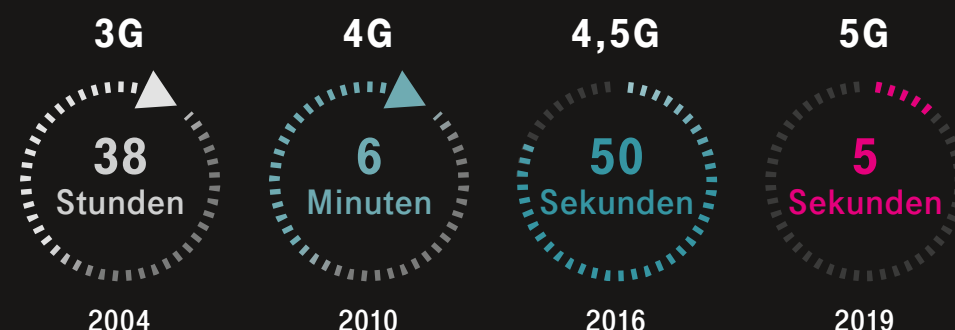 3G
38
Stunden
2004
4G
6
Minuten
2010
4,5G
50
Sekunden
2016
5G
5
Sekunden
2019